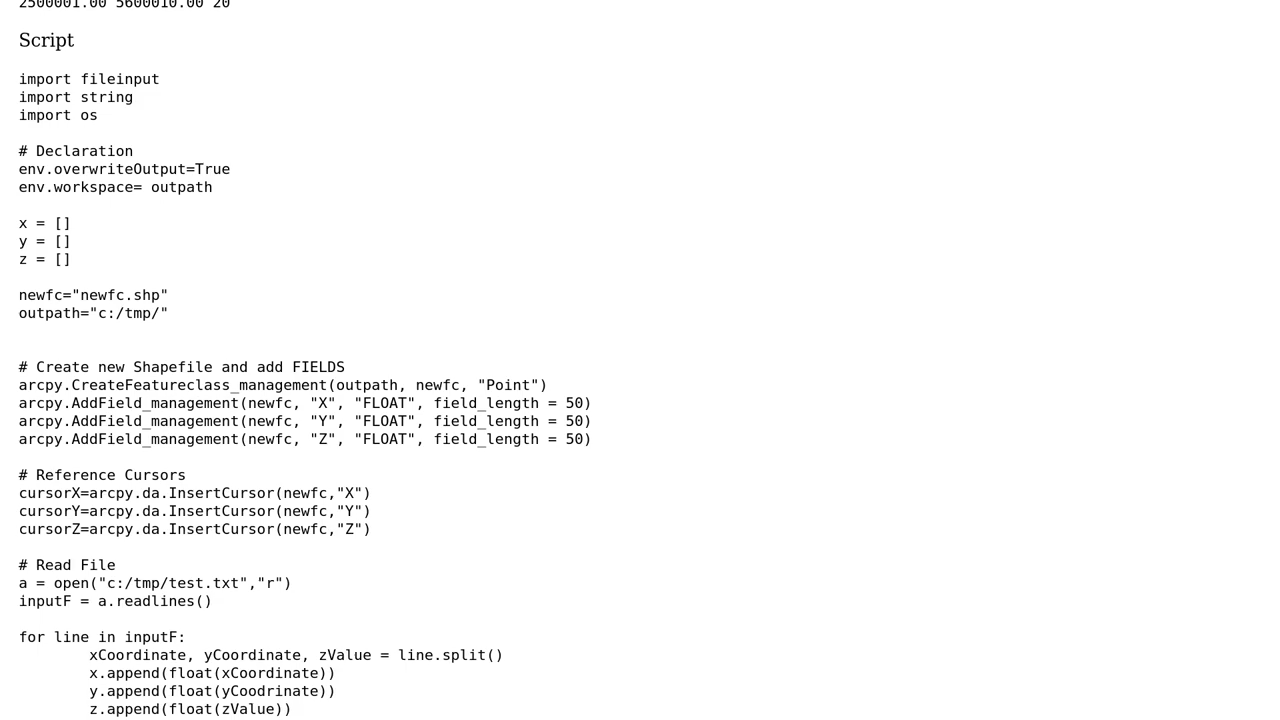 2500001.00 5600010.00 20
Script
import fileinput
import string
import os
# Declaration
env.overwriteOutput=True
env.workspace= outpath
x = []
y = []
z = []
newfc="newfc.shp"
outpath="c:/tmp/"
# Create new Shapefile and add FIELDS
arcpy.CreateFeatureclass_management(outpath, newfc, "Point")
arcpy.AddField_management(newfc, "X", "FLOAT", field_length = 50)
arcpy.AddField_management(newfc, "Y", "FLOAT", field_length = 50)
arcpy.AddField_management(newfc, "Z", "FLOAT", field_length = 50)
# Reference Cursors
cursorX=arcpy.da.InsertCursor(newfc,"X")
cursorY=arcpy.da.InsertCursor(newfc,"Y")
cursorZ=arcpy.da.InsertCursor(newfc,"Z")
# Read File
a = open("c:/tmp/test.txt","r")
inputF = a.readlines()
for line in inputF:
        xCoordinate, yCoordinate, zValue = line.split()
        x.append(float(xCoordinate))
        y.append(float(yCoodrinate))
        z.append(float(zValue))